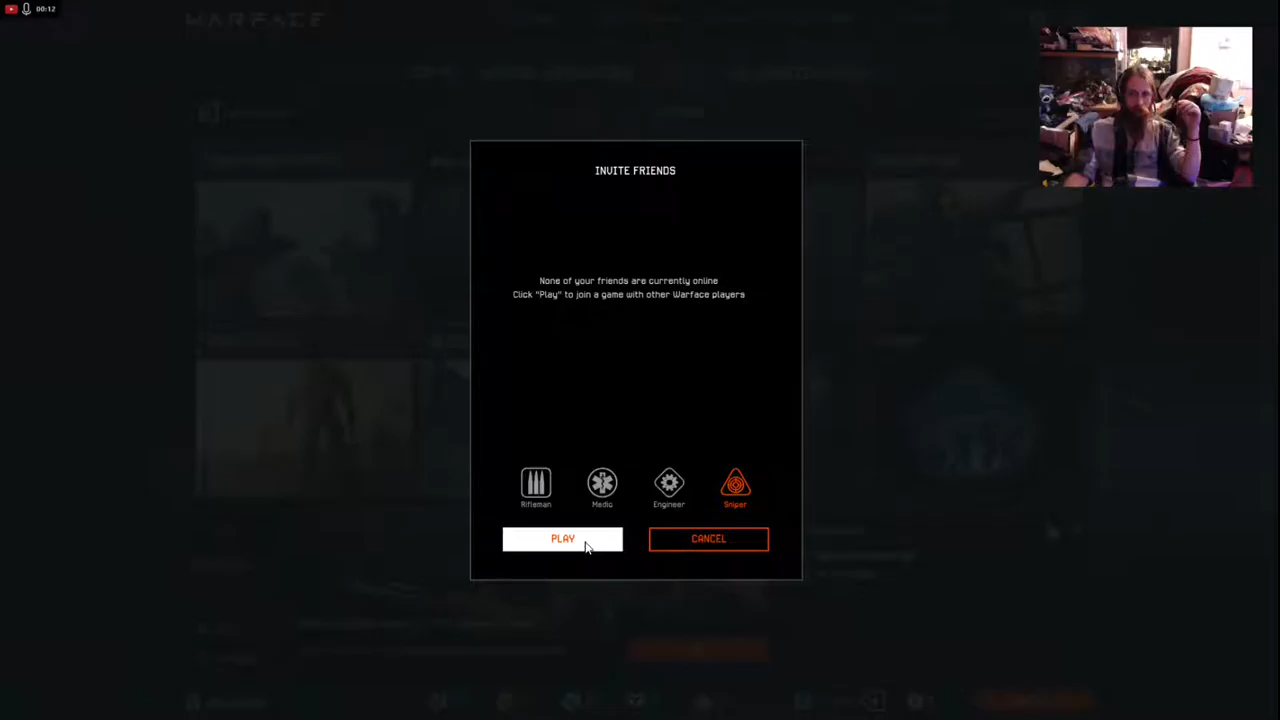 00:12
WARFACE
INVITE FRIENDS
None of your friends are currently online
Click "Play" to join a game with other Warface players
Rifleman
Medic
Engineer
Sniper
PLAY
CANCEL